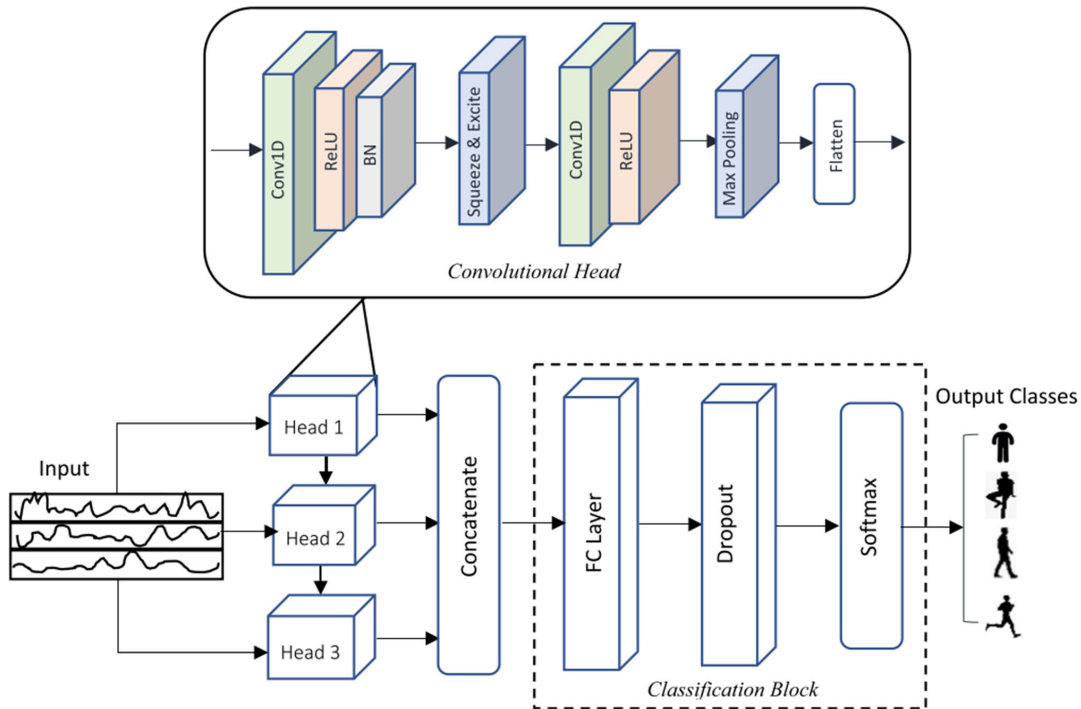 Conv1D
ReLU
BN
Squeeze & Excite
Conv1D
ReLU
Max Pooling
Flatten
Convolutional Head
Input
Head 1
Head 2
Head 3
Concatenate
FC Layer
Dropout
Softmax
Classification Block
Output Classes